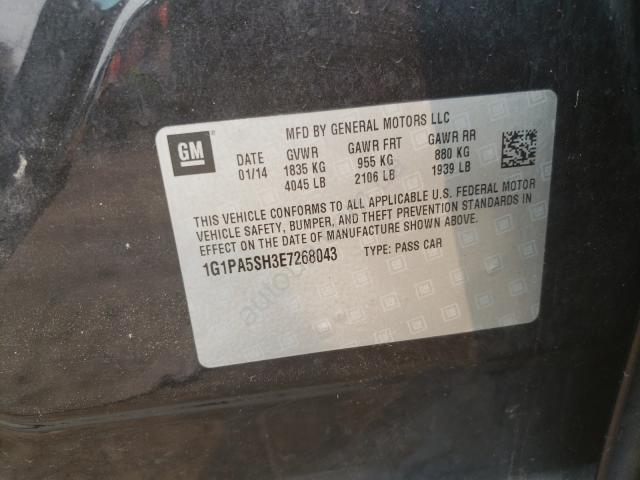 MFD BY GENERAL MOTORS LLC
GM
DATE GVWR GAWR FRT GAWR RR
01/14 1835 KG 955 KG 880 KG
4045 LB 2106 LB 1939 LB
THIS VEHICLE CONFORMS TO ALL APPLICABLE U.S. FEDERAL MOTOR
VEHICLE SAFETY, BUMPER, AND THEFT PREVENTION STANDARDS IN
EFFECT ON THE DATE OF MANUFACTURE SHOWN ABOVE.
1G1PA5SH3E7268043 TYPE: PASS CAR